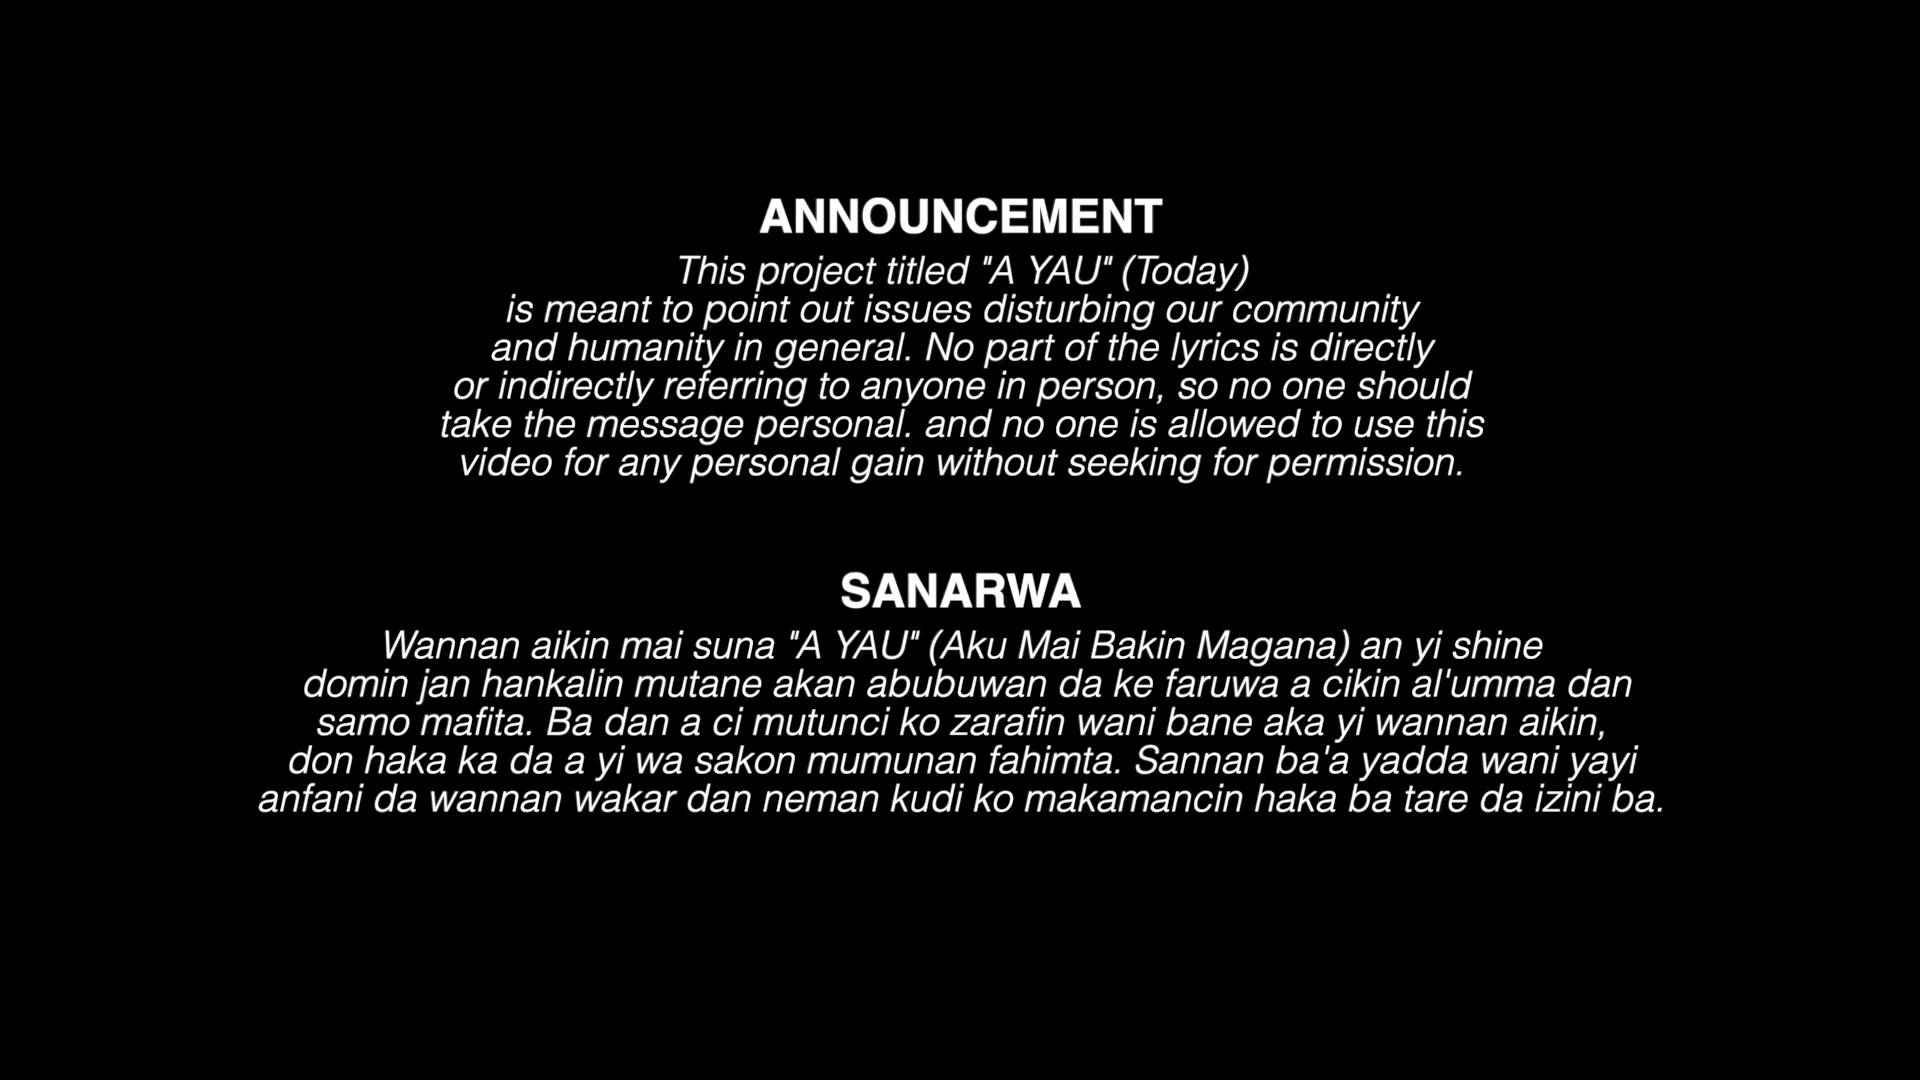 ANNOUNCEMENT
This project titled "A YAU" (Today)
is meant to point out issues disturbing our community
and humanity in general. No part of the lyrics is directly
or indirectly referring to anyone in person, so no one should
take the message personal. and no one is allowed to use this
video for any personal gain without seeking for permission.
SANARWA
Wannan aikin mai suna "A YAU" (Aku Mai Bakin Magana) an yi shine
domin jan hankalin mutane akan abubuwan da ke faruwa a cikin al'umma dan
samo mafita. Ba dan a ci mutunci ko zarafin wani bane aka yi wannan aikin,
don haka ka da a yi wa sakon mumunan fahimta. Sannan ba'a yadda wani yayi
anfani da wannan wakar dan neman kudi ko makamancin haka ba tare da izini ba.